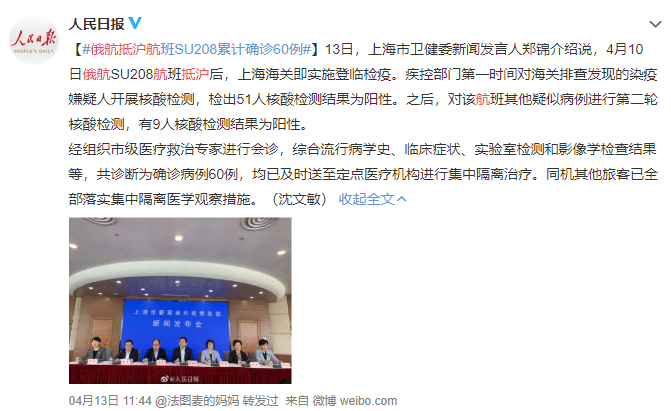 人民日报
人民日报
PEOPLE'S DAILY
【#俄航抵沪航班SU208累计确诊60例#】13日，上海市卫健委新闻发言人郑锦介绍说，4月10
日俄航SU208航班抵沪后，上海海关即实施登临检疫。疾控部门第一时间对海关排查发现的染疫
嫌疑人开展核酸检测，检出51人核酸检测结果为阳性。之后，对该航班其他疑似病例进行第二轮
核酸检测，有9人核酸检测结果为阳性。
经组织市级医疗救治专家进行会诊，综合流行病学史、临床症状、实验室检测和影像学检查结果
等，共诊断为确诊病例60例，均已及时送至定点医疗机构进行集中隔离治疗。同机其他旅客已全
部落实集中隔离医学观察措施。（沈文敏） 收起全文
新闻发布会
@人民日报
04月13日 11:44 @法图麦的妈妈 转发过 来自 微博 weibo.com